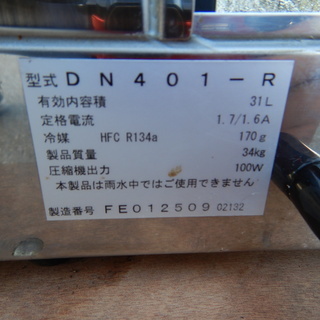 型式 DN401-R
有効内容積 31L
定格電流 1.7/1.6A
冷媒 HFC R134a 170g
製品質量 34kg
圧縮機出力 100W
本製品は雨水中ではご使用できません
製造番号 FE012509 02132